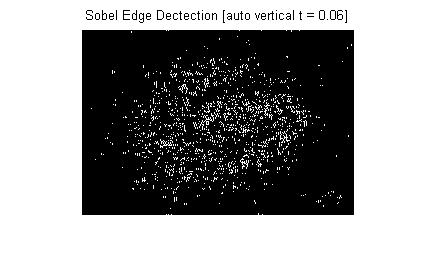 Sobel Edge Dectection [auto vertical t = 0.06]